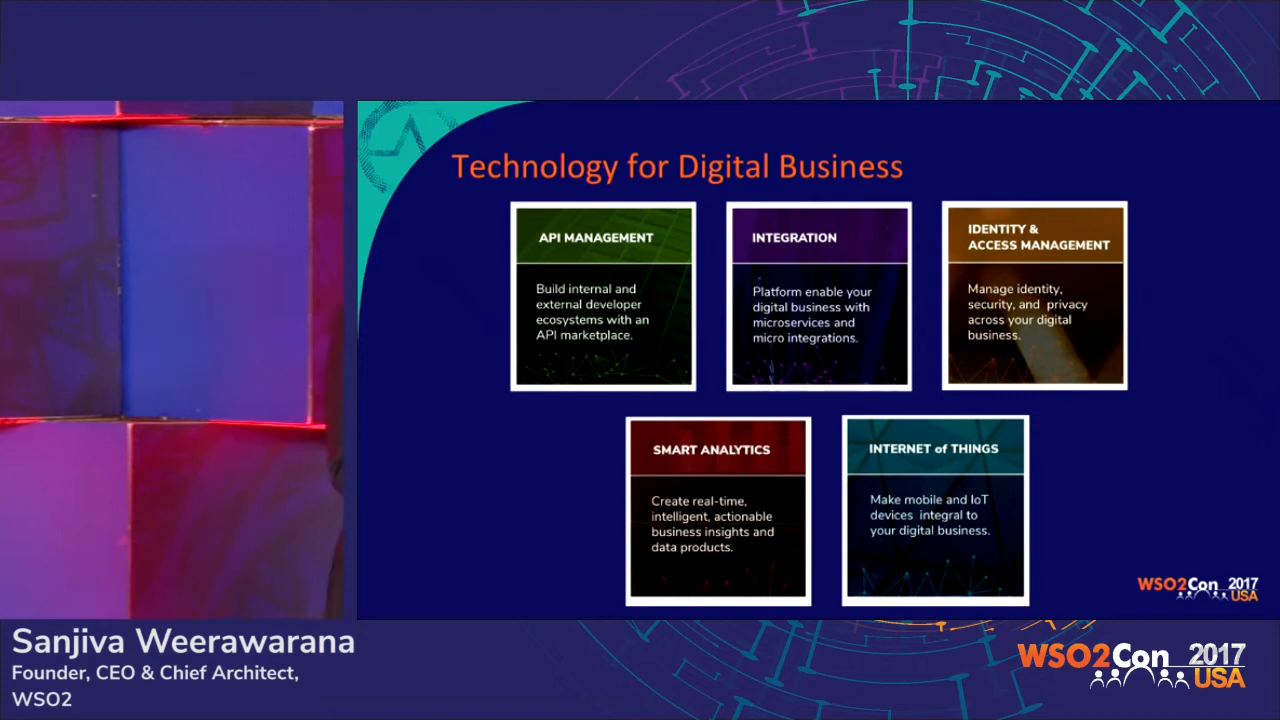 Technology for Digital Business
API MANAGEMENT
Build internal and
external developer
ecosystems with an
API marketplace.
INTEGRATION
Platform enable your
digital business with
microservices and
micro integrations.
IDENTITY &
ACCESS MANAGEMENT
Manage identity,
security, and privacy
across your digital
business.
SMART ANALYTICS
Create real-time,
intelligent, actionable
business insights and
data products.
INTERNET of THINGS
Make mobile and IoT
devices integral to
your digital business.
WSO2Con 2017
USA
Sanjiva Weerawarana
Founder, CEO & Chief Architect,
WSO2
WSO2Con 2017
USA